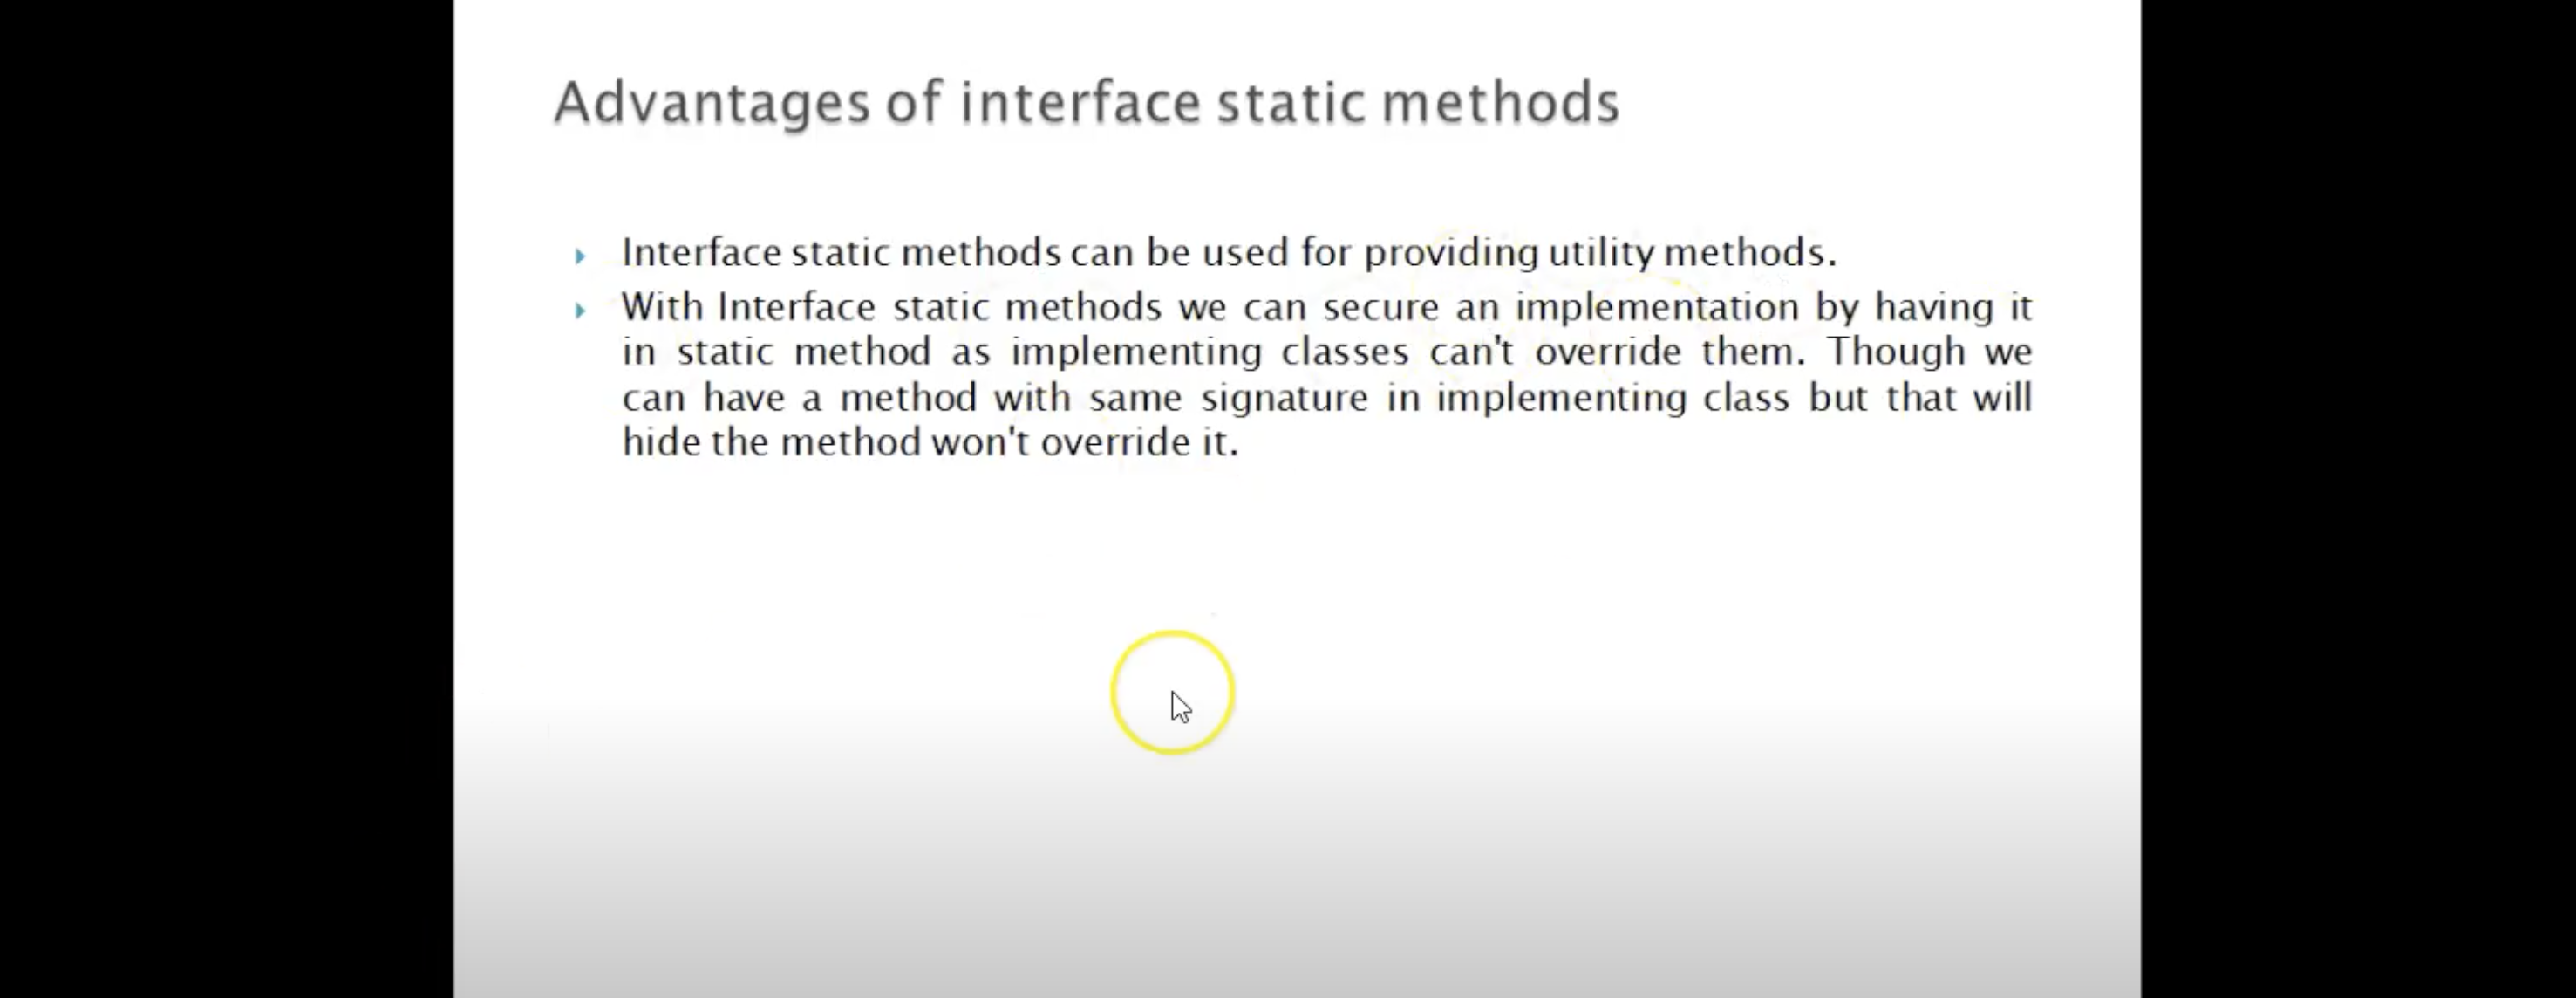 Advantages of interface static methods
Interface static methods can be used for providing utility methods.
With Interface static methods we can secure an implementation by having it
in static method as implementing classes can't override them. Though we
can have a method with same signature in implementing class but that will
hide the method won't override it.